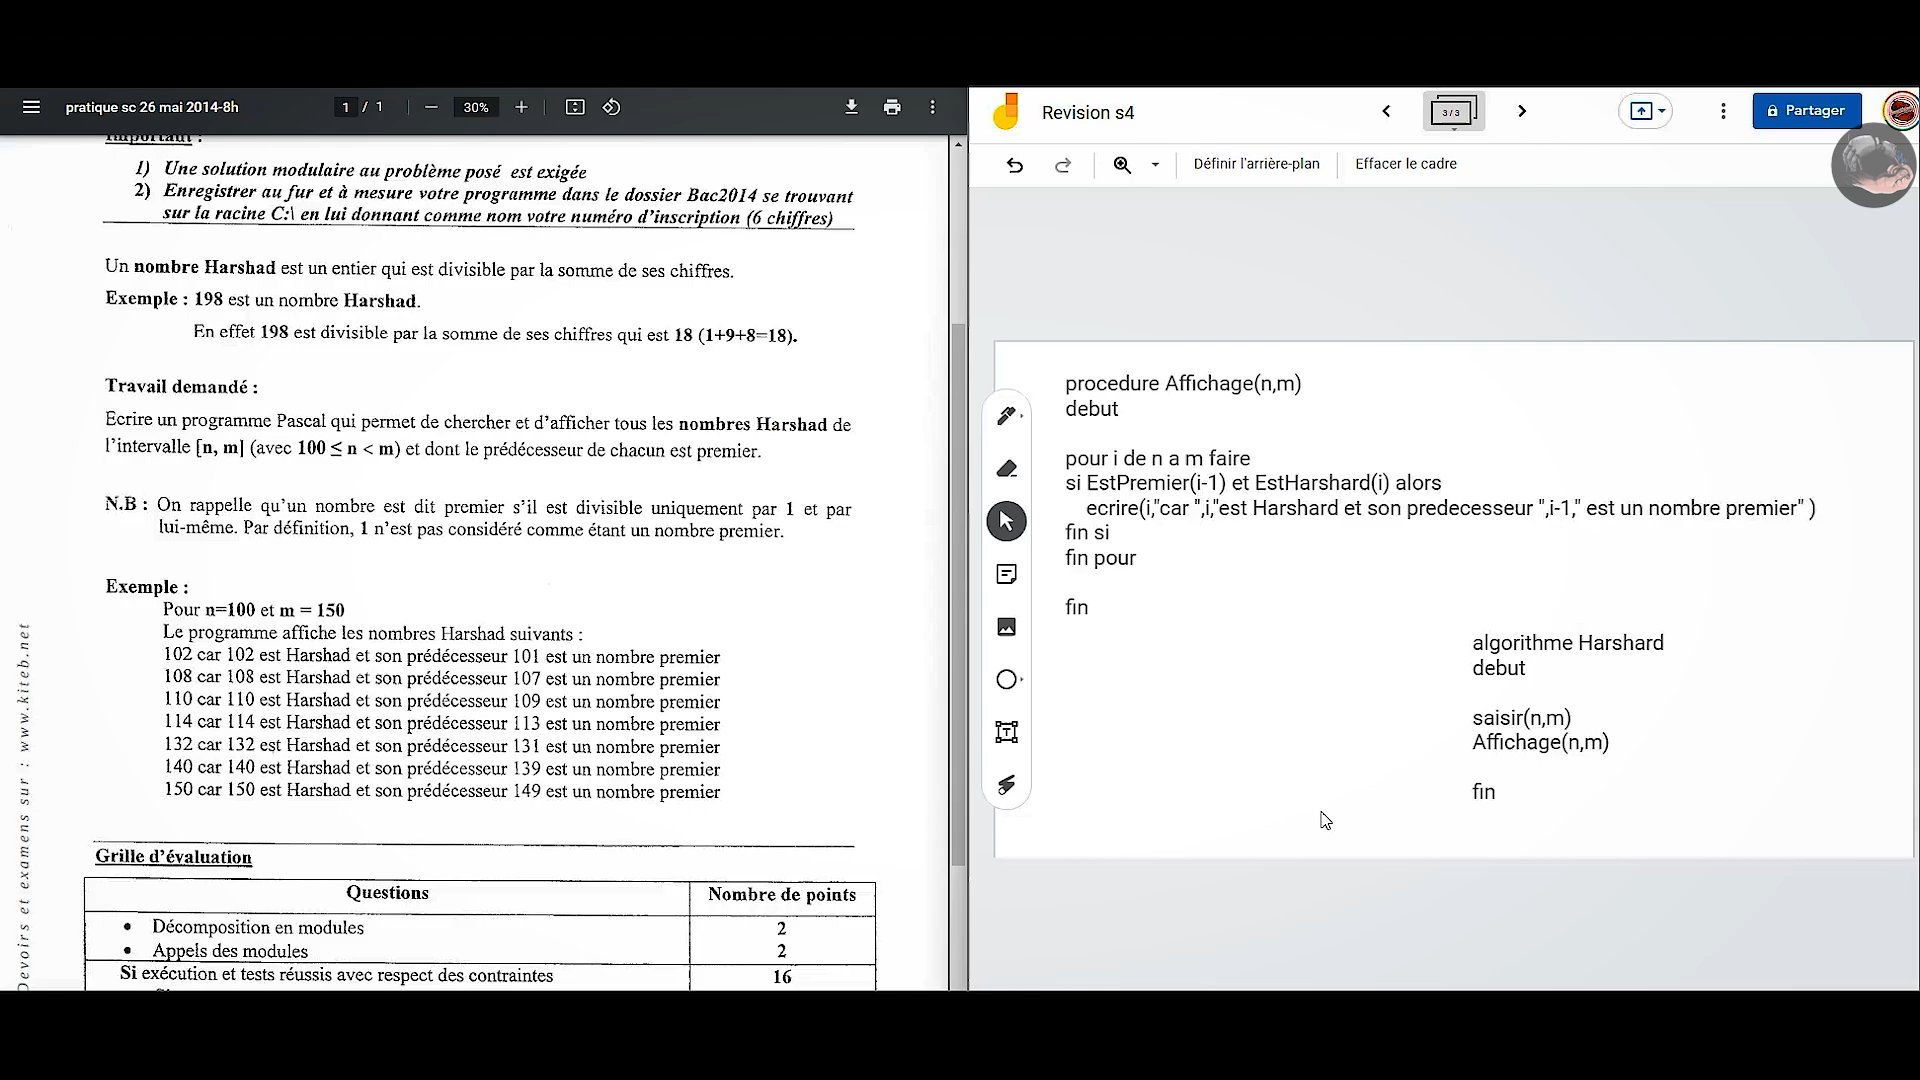 pratique sc 26 mai 2014-8h
1 / 1
30%
Important :
1) Une solution modulaire au problème posé est exigée
2) Enregistrer au fur et à mesure votre programme dans le dossier Bac2014 se trouvant
sur la racine C:\ en lui donnant comme nom votre numéro d'inscription (6 chiffres)
Un nombre Harshad est un entier qui est divisible par la somme de ses chiffres.
Exemple : 198 est un nombre Harshad.
En effet 198 est divisible par la somme de ses chiffres qui est 18 (1+9+8=18).
Travail demandé :
Ecrire un programme Pascal qui permet de chercher et d'afficher tous les nombres Harshad de
l'intervalle [n, m] (avec 100 ≤ n < m) et dont le prédécesseur de chacun est premier.
N.B : On rappelle qu'un nombre est dit premier s'il est divisible uniquement par 1 et par
lui-même. Par définition, 1 n'est pas considéré comme étant un nombre premier.
Exemple :
Pour n=100 et m = 150
Le programme affiche les nombres Harshad suivants :
102 car 102 est Harshad et son prédécesseur 101 est un nombre premier
108 car 108 est Harshad et son prédécesseur 107 est un nombre premier
110 car 110 est Harshad et son prédécesseur 109 est un nombre premier
114 car 114 est Harshad et son prédécesseur 113 est un nombre premier
132 car 132 est Harshad et son prédécesseur 131 est un nombre premier
140 car 140 est Harshad et son prédécesseur 139 est un nombre premier
150 car 150 est Harshad et son prédécesseur 149 est un nombre premier
Grille d'évaluation
Questions Nombre de points
• Décomposition en modules 2
• Appels des modules 2
Si exécution et tests réussis avec respect des contraintes 16
Devoirs et examens sur : www.kiteb.net
Revision s4
3 / 3
Partager
Définir l'arrière-plan
Effacer le cadre
procedure Affichage(n,m)
debut
pour i de n a m faire
si EstPremier(i-1) et EstHarshard(i) alors
ecrire(i,"car ",i,"est Harshard et son predecesseur ",i-1," est un nombre premier" )
fin si
fin pour
fin
algorithme Harshard
debut
saisir(n,m)
Affichage(n,m)
fin